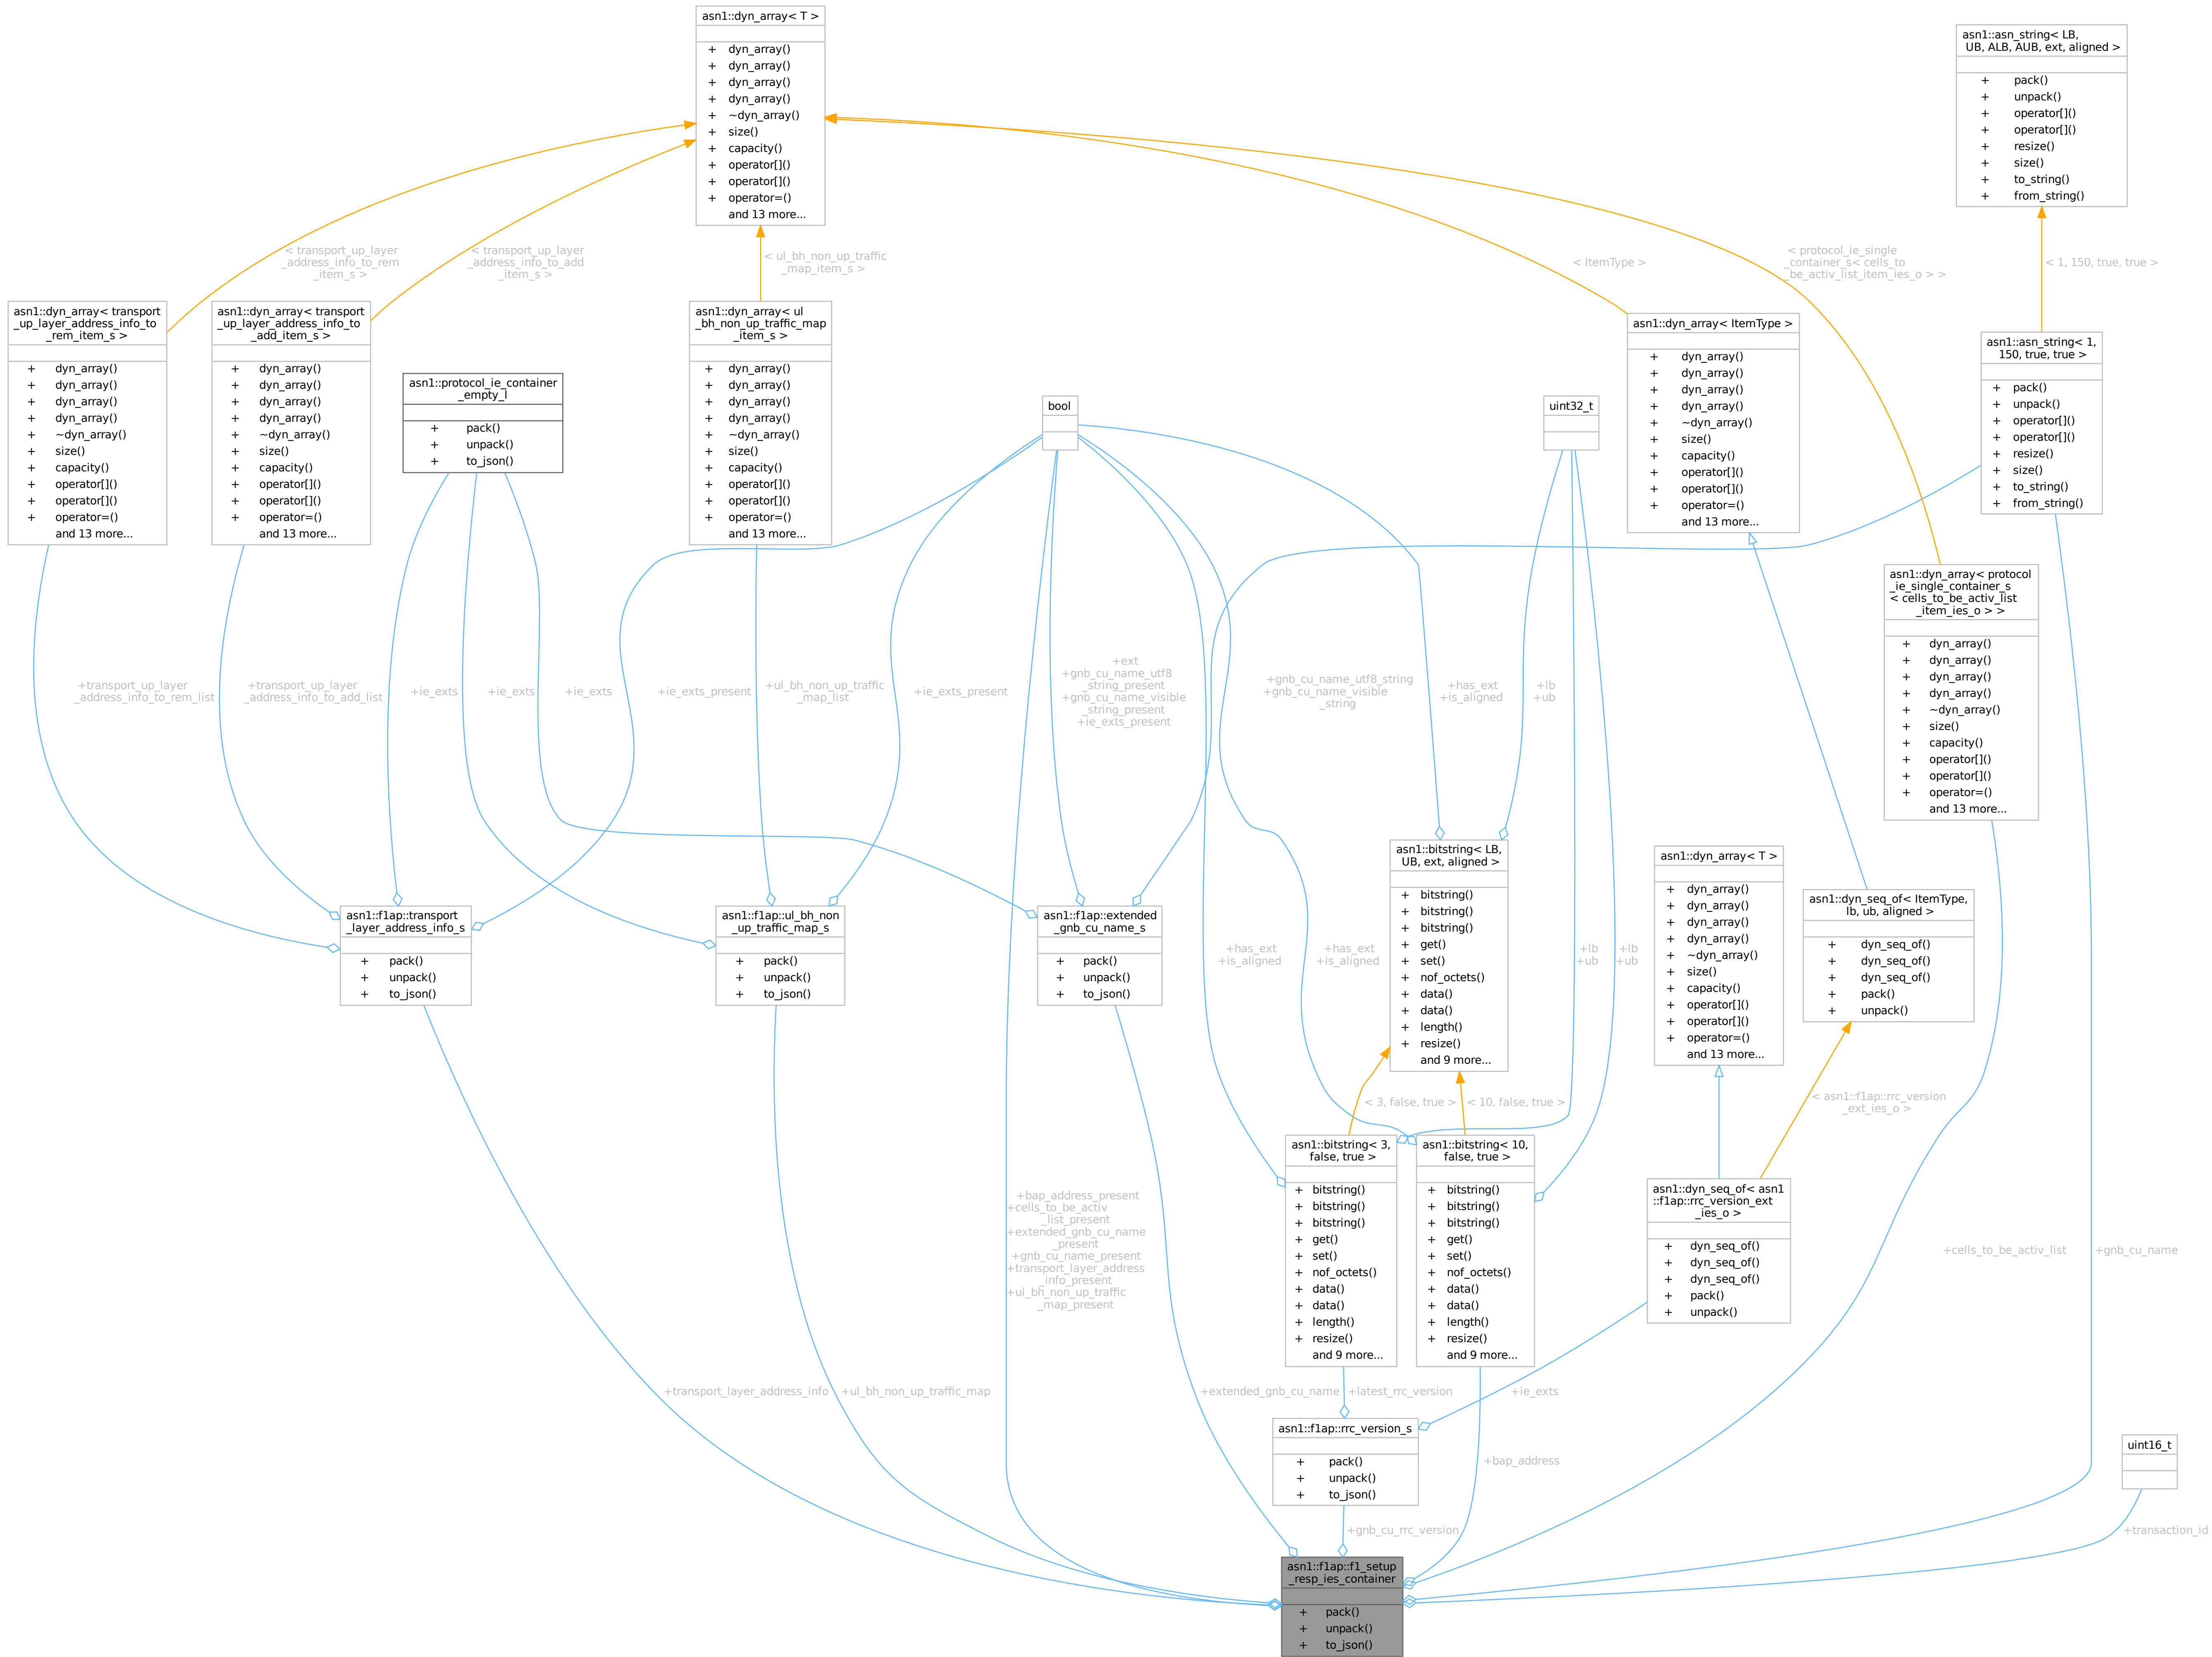 asn1::dyn_array< T >
+ dyn_array()
+ dyn_array()
+ dyn_array()
+ dyn_array()
+ ~dyn_array()
+ size()
+ capacity()
+ operator[]()
+ operator[]()
+ operator=()
and 13 more...
asn1::asn_string< LB,
UB, ALB, AUB, ext, aligned >
+ pack()
+ unpack()
+ operator[]()
+ operator[]()
+ resize()
+ size()
+ to_string()
+ from_string()
< transport_up_layer
_address_info_to_rem
_item_s >
< transport_up_layer
_address_info_to_add
_item_s >
< ul_bh_non_up_traffic
_map_item_s >
< ItemType >
< protocol_ie_single
_container_s< cells_to
_be_activ_list_item_ies_o > >
< 1, 150, true, true >
asn1::dyn_array< transport
_up_layer_address_info_to
_rem_item_s >
+ dyn_array()
+ dyn_array()
+ dyn_array()
+ dyn_array()
+ ~dyn_array()
+ size()
+ capacity()
+ operator[]()
+ operator[]()
+ operator=()
and 13 more...
asn1::dyn_array< transport
_up_layer_address_info_to
_add_item_s >
+ dyn_array()
+ dyn_array()
+ dyn_array()
+ dyn_array()
+ ~dyn_array()
+ size()
+ capacity()
+ operator[]()
+ operator[]()
+ operator=()
and 13 more...
asn1::protocol_ie_container
_empty_l
+ pack()
+ unpack()
+ to_json()
asn1::dyn_array< ul
_bh_non_up_traffic_map
_item_s >
+ dyn_array()
+ dyn_array()
+ dyn_array()
+ dyn_array()
+ ~dyn_array()
+ size()
+ capacity()
+ operator[]()
+ operator[]()
+ operator=()
and 13 more...
bool
uint32_t
asn1::dyn_array< ItemType >
+ dyn_array()
+ dyn_array()
+ dyn_array()
+ dyn_array()
+ ~dyn_array()
+ size()
+ capacity()
+ operator[]()
+ operator[]()
+ operator=()
and 13 more...
asn1::asn_string< 1,
150, true, true >
+ pack()
+ unpack()
+ operator[]()
+ operator[]()
+ resize()
+ size()
+ to_string()
+ from_string()
asn1::dyn_array< protocol
_ie_single_container_s
< cells_to_be_activ_list
_item_ies_o > >
+ dyn_array()
+ dyn_array()
+ dyn_array()
+ dyn_array()
+ ~dyn_array()
+ size()
+ capacity()
+ operator[]()
+ operator[]()
+ operator=()
and 13 more...
+transport_up_layer
_address_info_to_rem_list
+transport_up_layer
_address_info_to_add_list
+ie_exts
+ie_exts
+ie_exts
+ie_exts_present
+ul_bh_non_up_traffic
_map_list
+ie_exts_present
+ext
+gnb_cu_name_utf8
_string_present
+gnb_cu_name_visible
_string_present
+ie_exts_present
+gnb_cu_name_utf8_string
+gnb_cu_name_visible
_string
+has_ext
+is_aligned
+lb
+ub
asn1::bitstring< LB,
UB, ext, aligned >
+ bitstring()
+ bitstring()
+ bitstring()
+ get()
+ set()
+ nof_octets()
+ data()
+ data()
+ length()
+ resize()
and 9 more...
asn1::dyn_array< T >
+ dyn_array()
+ dyn_array()
+ dyn_array()
+ dyn_array()
+ ~dyn_array()
+ size()
+ capacity()
+ operator[]()
+ operator[]()
+ operator=()
and 13 more...
asn1::dyn_seq_of< ItemType,
lb, ub, aligned >
+ dyn_seq_of()
+ dyn_seq_of()
+ dyn_seq_of()
+ pack()
+ unpack()
asn1::f1ap::transport
_layer_address_info_s
+ pack()
+ unpack()
+ to_json()
asn1::f1ap::ul_bh_non
_up_traffic_map_s
+ pack()
+ unpack()
+ to_json()
asn1::f1ap::extended
_gnb_cu_name_s
+ pack()
+ unpack()
+ to_json()
+has_ext
+is_aligned
+has_ext
+is_aligned
+lb
+ub
+lb
+ub
< 3, false, true >
< 10, false, true >
< asn1::f1ap::rrc_version
_ext_ies_o >
asn1::bitstring< 3,
false, true >
+ bitstring()
+ bitstring()
+ bitstring()
+ get()
+ set()
+ nof_octets()
+ data()
+ data()
+ length()
+ resize()
and 9 more...
asn1::bitstring< 10,
false, true >
+ bitstring()
+ bitstring()
+ bitstring()
+ get()
+ set()
+ nof_octets()
+ data()
+ data()
+ length()
+ resize()
and 9 more...
asn1::dyn_seq_of< asn1
::f1ap::rrc_version_ext
_ies_o >
+ dyn_seq_of()
+ dyn_seq_of()
+ dyn_seq_of()
+ pack()
+ unpack()
+bap_address_present
+cells_to_be_activ
_list_present
+extended_gnb_cu_name
_present
+gnb_cu_name_present
+transport_layer_address
_info_present
+ul_bh_non_up_traffic
_map_present
+cells_to_be_activ_list
+gnb_cu_name
+transport_layer_address_info
+ul_bh_non_up_traffic_map
+extended_gnb_cu_name
+latest_rrc_version
+ie_exts
asn1::f1ap::rrc_version_s
+ pack()
+ unpack()
+ to_json()
+bap_address
uint16_t
+gnb_cu_rrc_version
+transaction_id
asn1::f1ap::f1_setup
_resp_ies_container
+ pack()
+ unpack()
+ to_json()